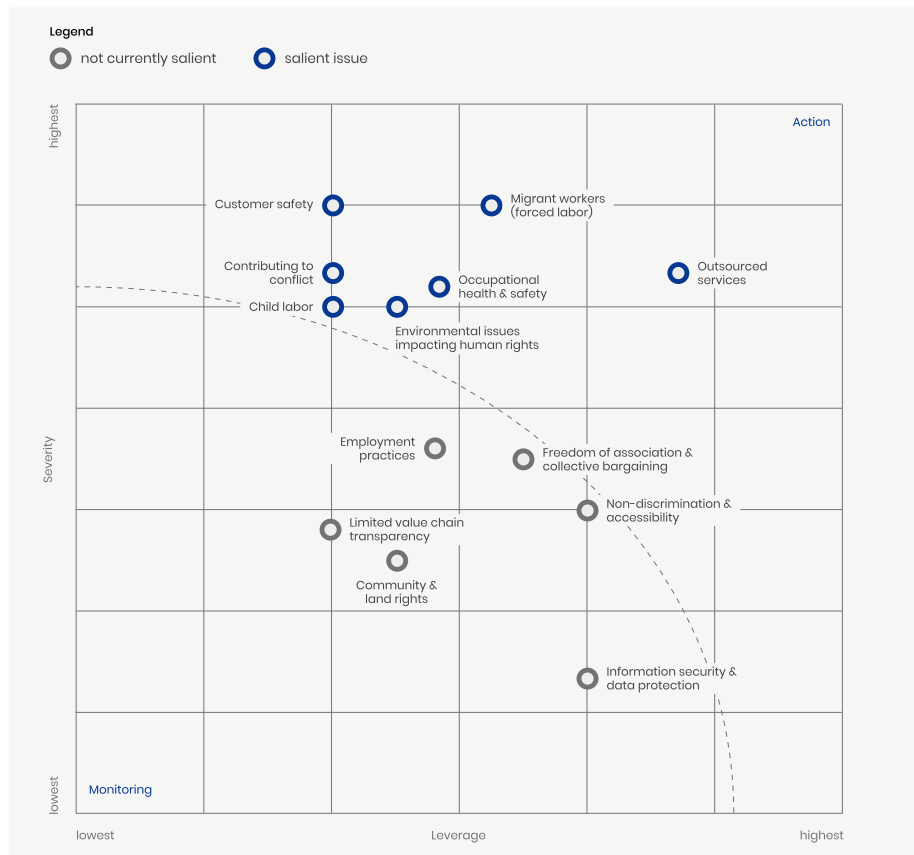 Legend
not currently salient
salient issue
highest
Action
Customer safety
Migrant workers
(forced labor)
Contributing to
conflict
Occupational
health & safety
Outsourced
services
Child labor
Environmental issues
impacting human rights
Severity
Employment
practices
Freedom of association &
collective bargaining
Non-discrimination &
accessibility
Limited value chain
transparency
Community &
land rights
Information security &
data protection
Monitoring
lowest
lowest
Leverage
highest